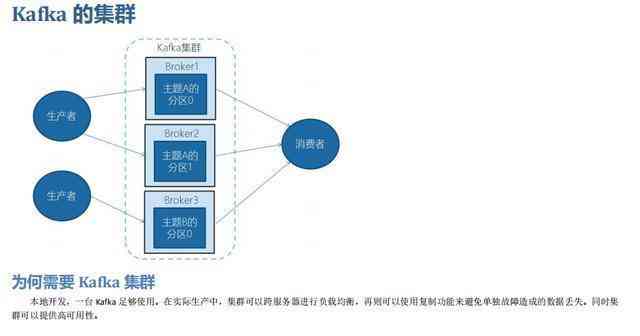 Kafka 的集群
Kafka集群
Broker1
主题A的
分区0
生产者
Broker2
主题A的
分区1
消费者
生产者
Broker3
主题B的
分区0
为何需要 Kafka 集群
本地开发，一台 Kafka 足够使用。在实际生产中，集群可以跨服务器进行负载均衡，再则可以使用复制功能来避免单独故障造成的数据丢失。同时集
群可以提供高可用性。